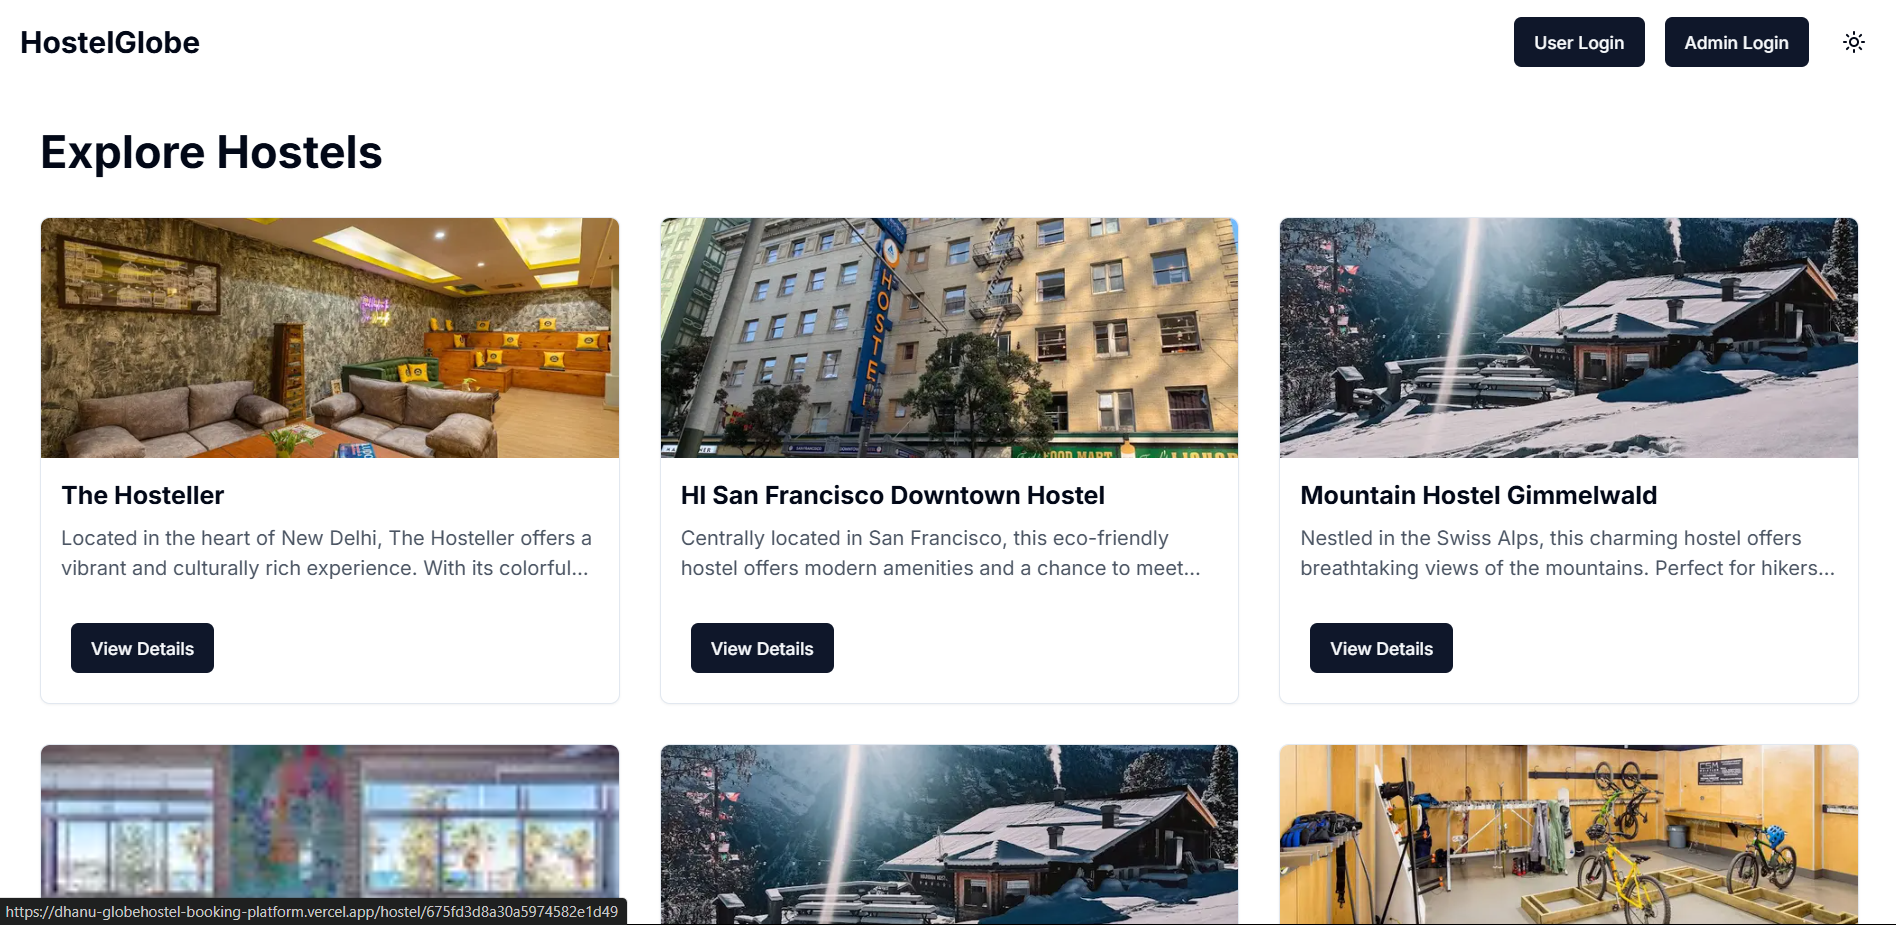 HostelGlobe
User Login
Admin Login
Explore Hostels
HOSTEL
FOOD MART
LIQUOR
The Hosteller
Located in the heart of New Delhi, The Hosteller offers a
vibrant and culturally rich experience. With its colorful...
View Details
HI San Francisco Downtown Hostel
Centrally located in San Francisco, this eco-friendly
hostel offers modern amenities and a chance to meet...
View Details
Mountain Hostel Gimmelwald
Nestled in the Swiss Alps, this charming hostel offers
breathtaking views of the mountains. Perfect for hikers...
View Details
https://dhanu-globehostel-booking-platform.vercel.app/hostel/675fd3d8a30a5974582e1d49